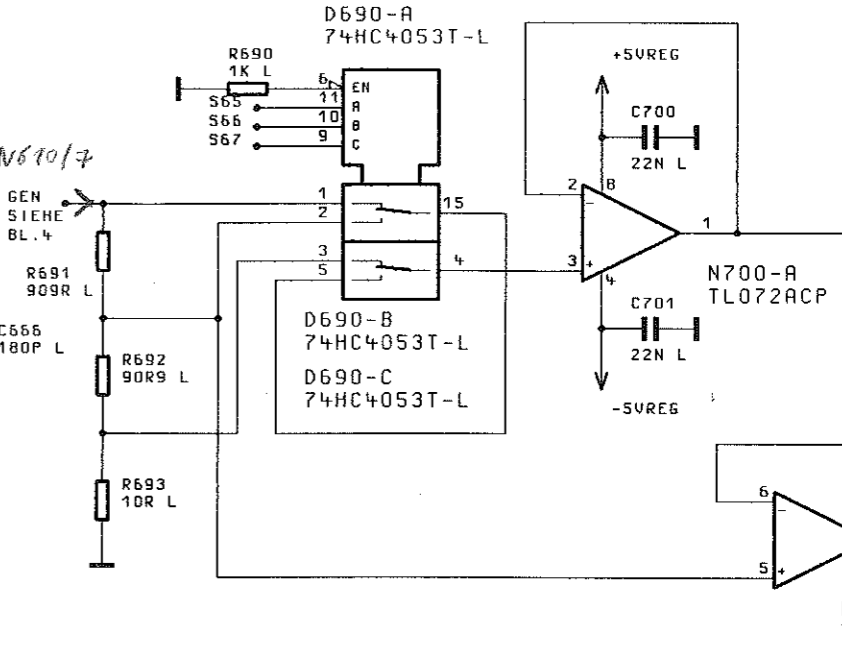 D690-A
74HC4053T-L
R690
1K L
6
EN
S65
11
A
S66
10
B
S67
9
C
+5VREG
C700
22N L
N610/7
GEN
SIEHE
BL.4
1
2
15
3
5
4
2
8
1
3
4
R691
909R L
C666
180P L
R692
90R9 L
R693
10R L
D690-B
74HC4053T-L
D690-C
74HC4053T-L
N700-A
TL072ACP
C701
22N L
-5VREG
6
5